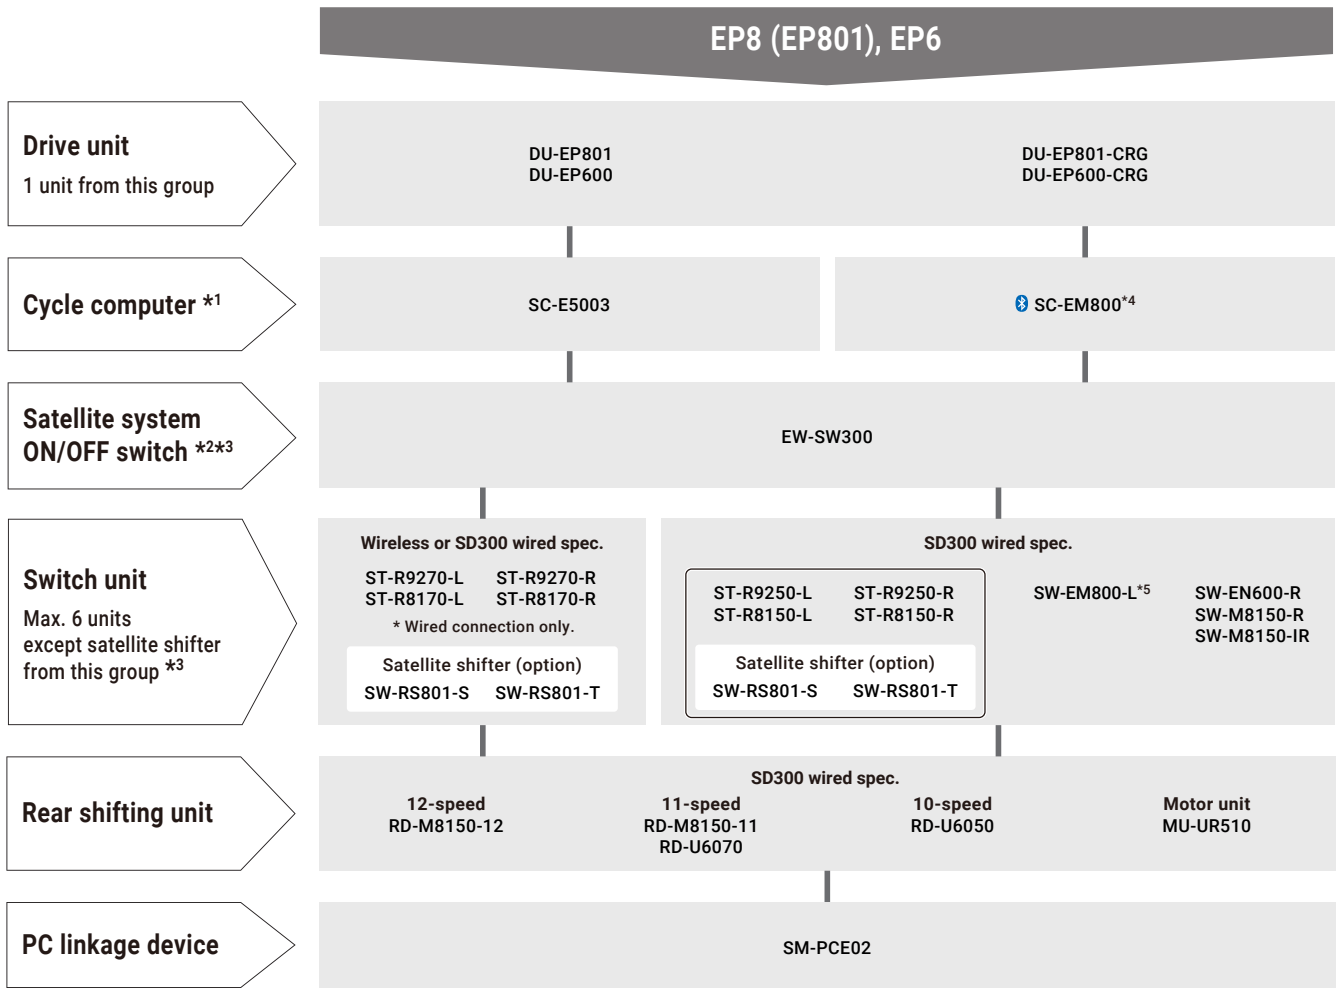 EP8 (EP801), EP6
Drive unit
1 unit from this group
DU-EP801
DU-EP600
DU-EP801-CRG
DU-EP600-CRG
Cycle computer *1
SC-E5003
SC-EM800*4
Satellite system
ON/OFF switch *2*3
EW-SW300
Switch unit
Max. 6 units
except satellite shifter
from this group *3
Wireless or SD300 wired spec.
ST-R9270-L ST-R9270-R
ST-R8170-L ST-R8170-R
* Wired connection only.
Satellite shifter (option)
SW-RS801-S SW-RS801-T
SD300 wired spec.
ST-R9250-L ST-R9250-R
ST-R8150-L ST-R8150-R
Satellite shifter (option)
SW-RS801-S SW-RS801-T
SW-EM800-L*5
SW-EN600-R
SW-M8150-R
SW-M8150-IR
Rear shifting unit
SD300 wired spec.
12-speed
RD-M8150-12
11-speed
RD-M8150-11
RD-U6070
10-speed
RD-U6050
Motor unit
MU-UR510
PC linkage device
SM-PCE02